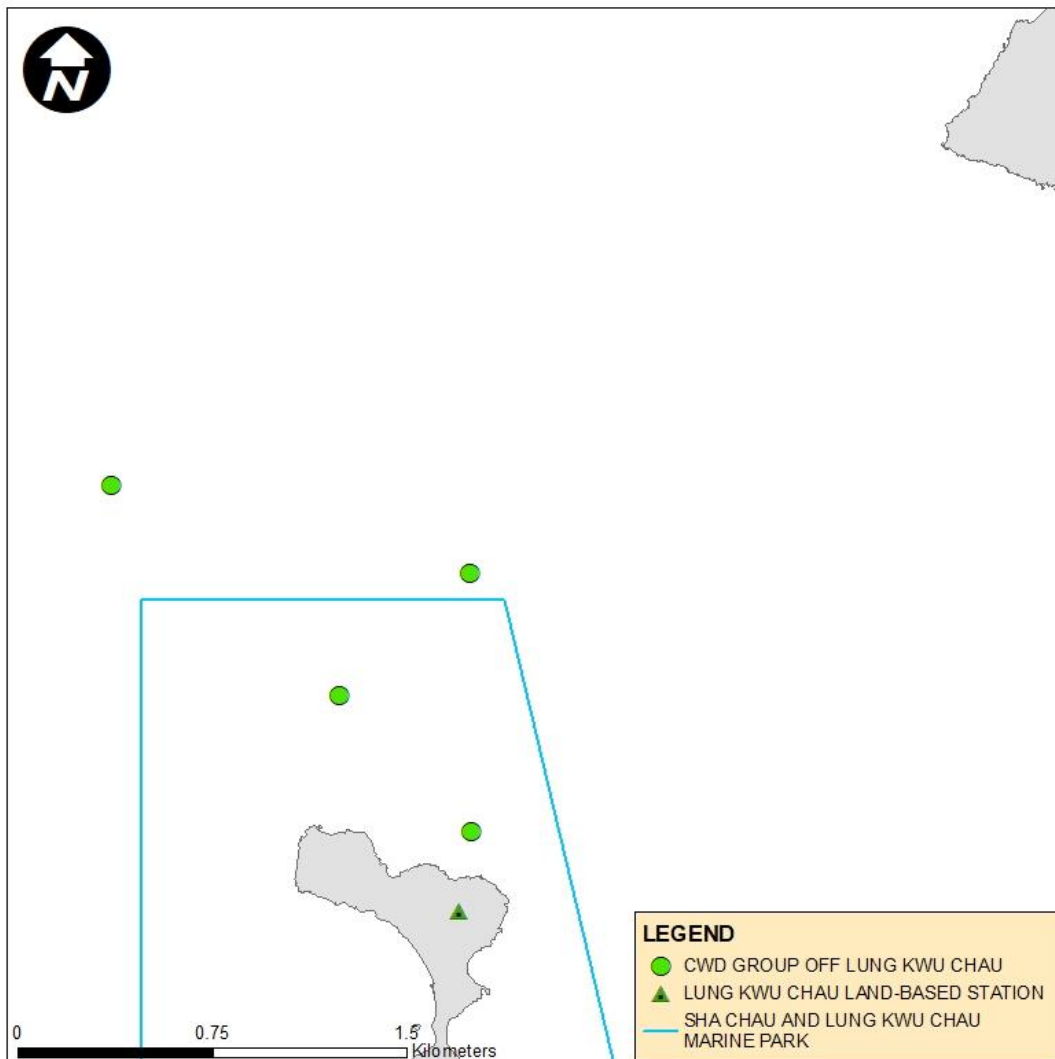 N
LEGEND
CWD GROUP OFF LUNG KWU CHAU
LUNG KWU CHAU LAND-BASED STATION
SHA CHAU AND LUNG KWU CHAU
MARINE PARK
0 0.75 1.5
Kilometers